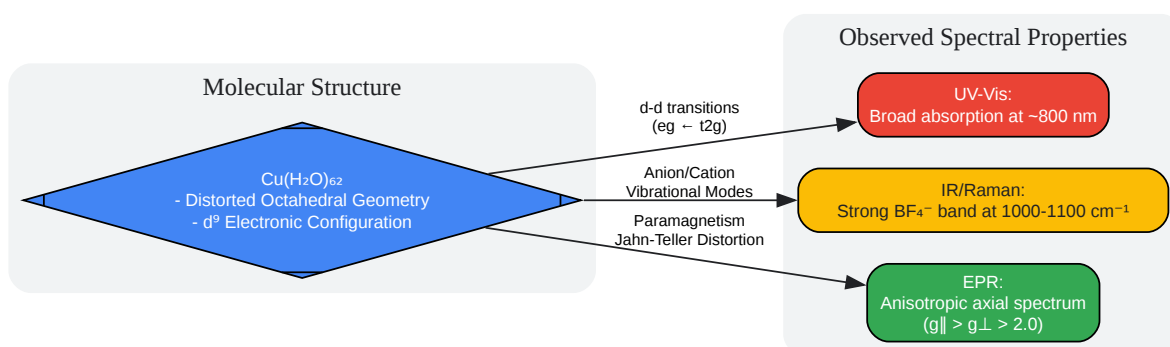 Molecular Structure
Cu(H₂O)₆₂
- Distorted Octahedral Geometry
- d⁹ Electronic Configuration
d-d transitions
(eg ← t2g)
Anion/Cation
Vibrational Modes
Paramagnetism
Jahn-Teller Distortion
Observed Spectral Properties
UV-Vis:
Broad absorption at ~800 nm
IR/Raman:
Strong BF₄⁻ band at 1000-1100 cm⁻¹
EPR:
Anisotropic axial spectrum
(g∥ > g⊥ > 2.0)